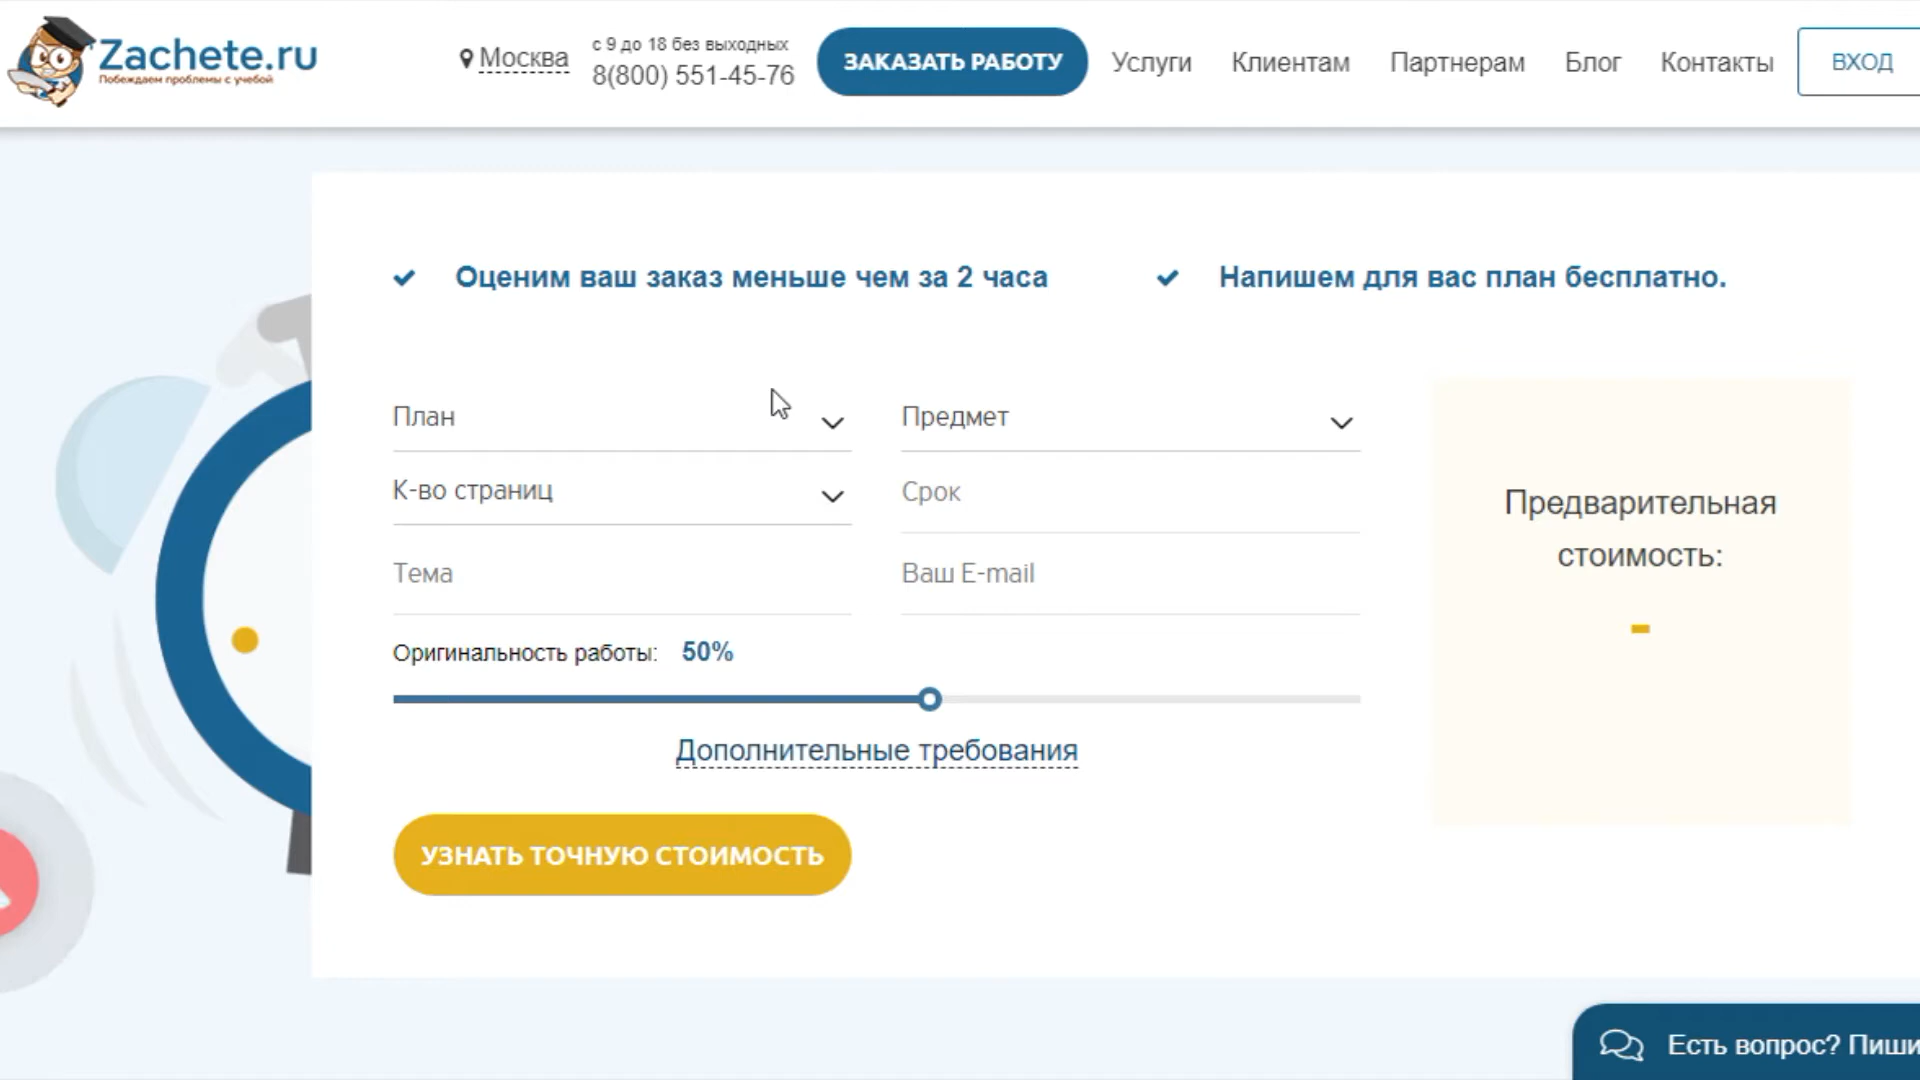 Zachete.ru
Побеждаем проблемы с учебой
Москва
с 9 до 18 без выходных
8(800) 551-45-76
ЗАКАЗАТЬ РАБОТУ
Услуги
Клиентам
Партнерам
Блог
Контакты
ВХОД
Оценим ваш заказ меньше чем за 2 часа
Напишем для вас план бесплатно.
План
Предмет
К-во страниц
Срок
Тема
Ваш E-mail
Оригинальность работы: 50%
Дополнительные требования
УЗНАТЬ ТОЧНУЮ СТОИМОСТЬ
Предварительная
стоимость:
-
Есть вопрос? Пиши